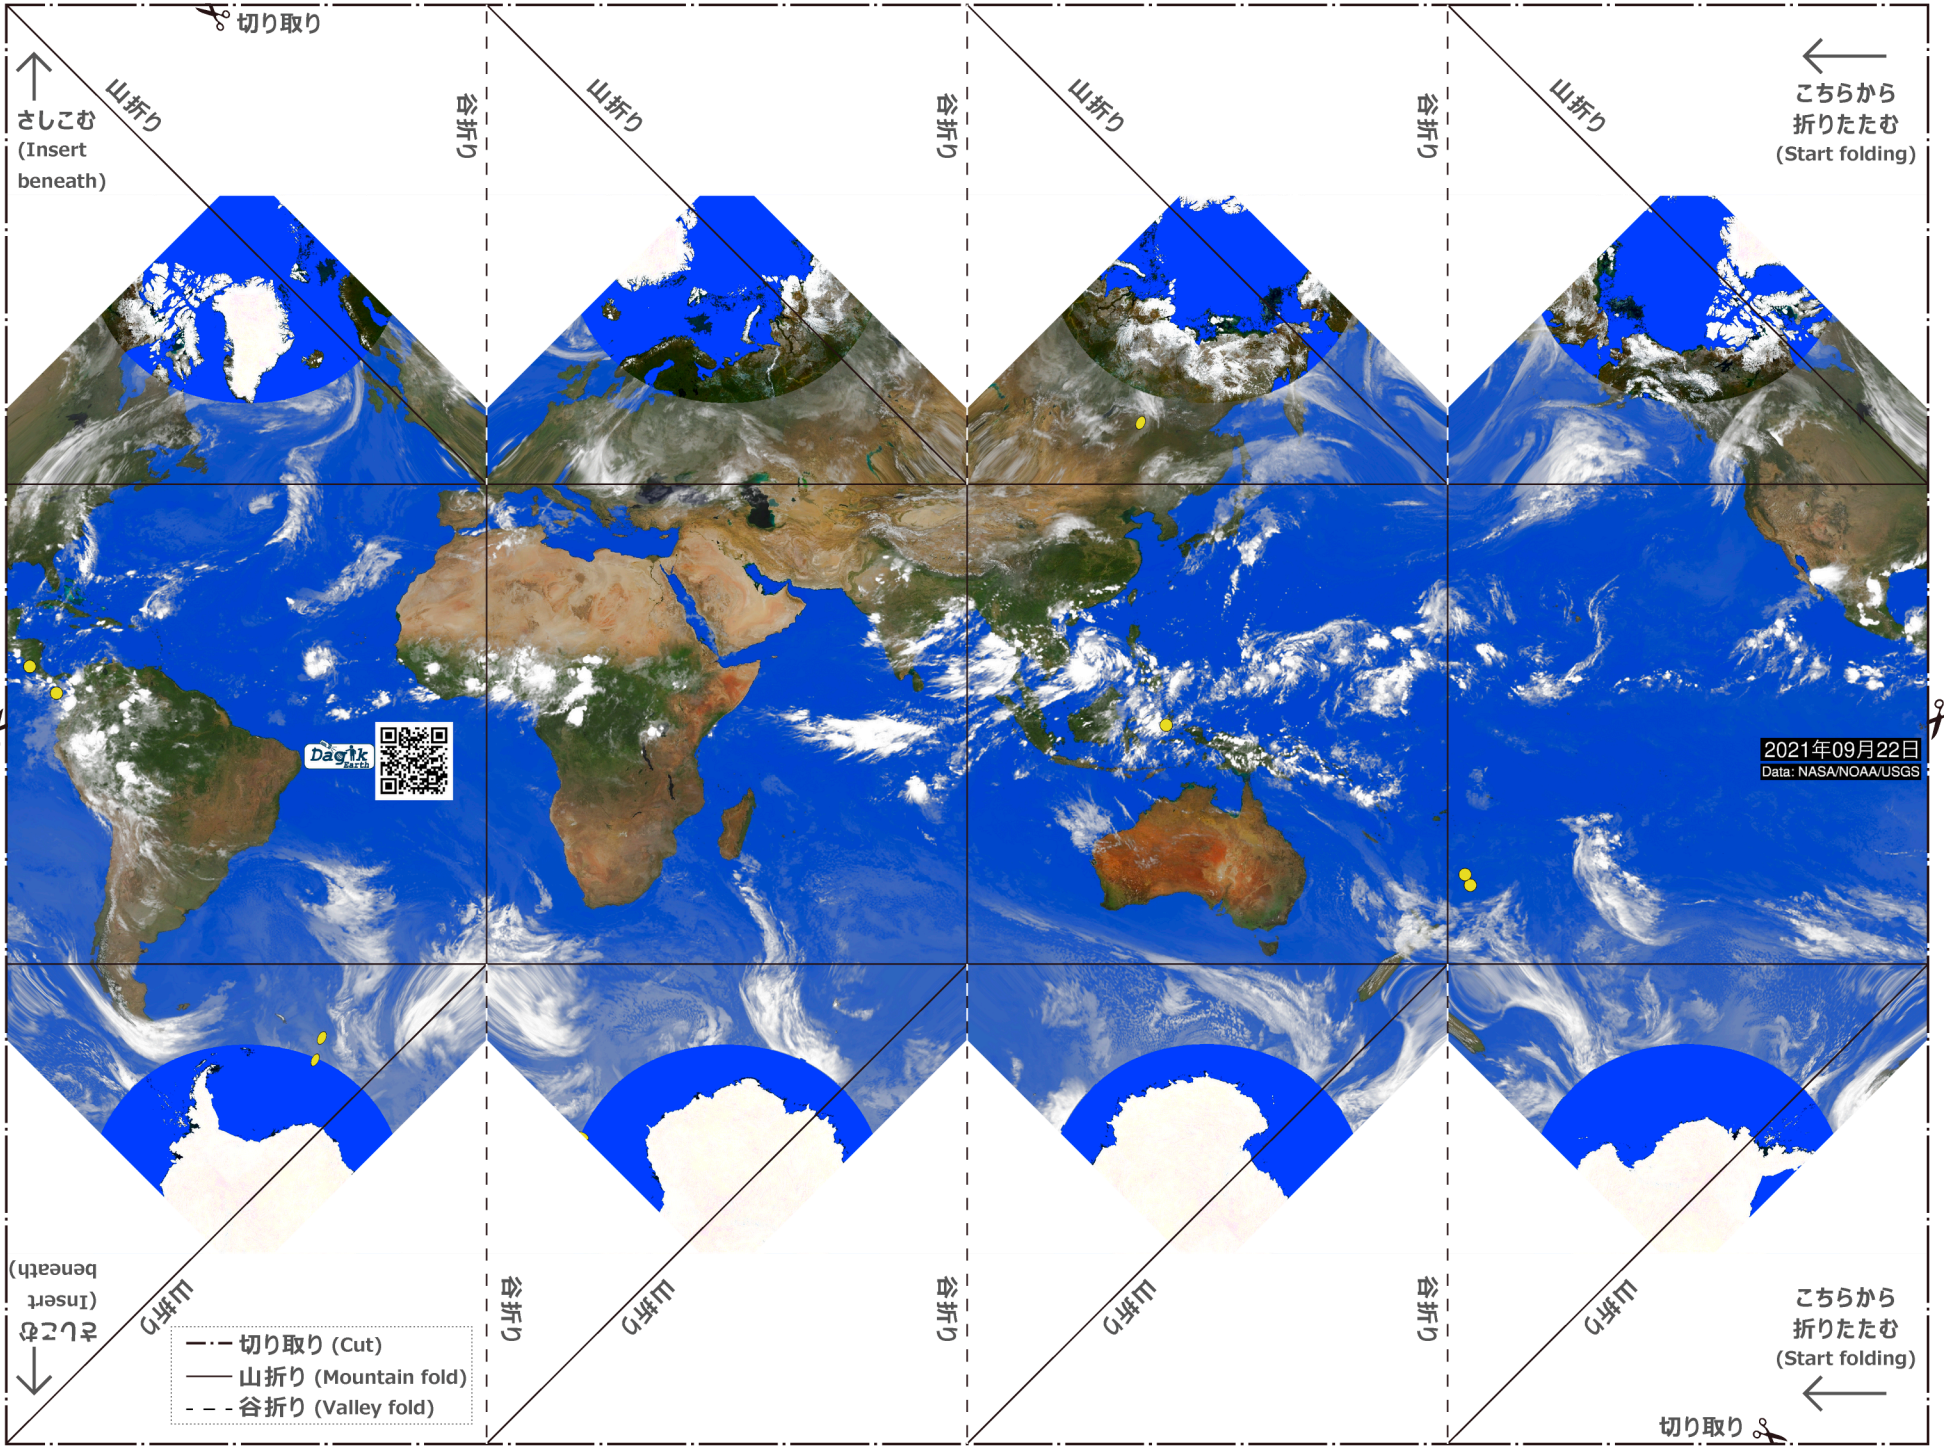 切り取り
山折り
谷折り
山折り
谷折り
山折り
谷折り
山折り
さしこむ
(Insert
beneath)
こちらから
折りたたむ
(Start folding)
Dagik
Earth
2021年09月22日
Data: NASA/NOAA/USGS
さしこむ
(Insert
beneath)
山折り
谷折り
山折り
谷折り
山折り
谷折り
山折り
こちらから
折りたたむ
(Start folding)
切り取り (Cut)
山折り (Mountain fold)
谷折り (Valley fold)
切り取り